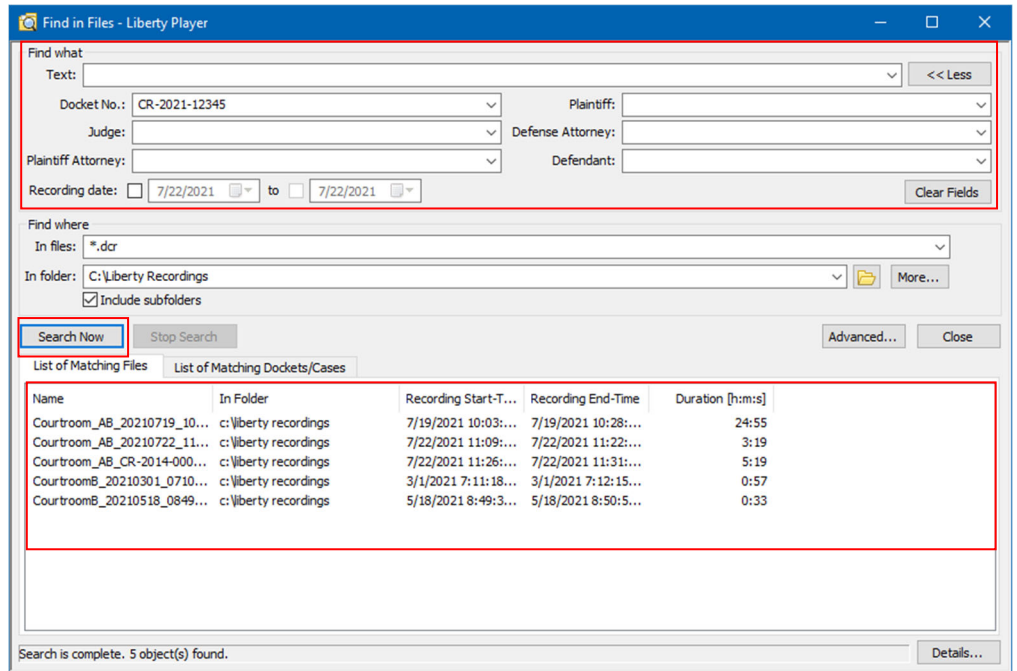 Find in Files - Liberty Player
Find what
Text: << Less
Docket No.: CR-2021-12345 Plaintiff:
Judge: Defense Attorney:
Plaintiff Attorney: Defendant:
Recording date: 7/22/2021 to 7/22/2021 Clear Fields
Find where
In files: *.dcr
In folder: C:\Liberty Recordings More...
Include subfolders
Search Now Stop Search Advanced... Close
List of Matching Files List of Matching Dockets/Cases
Name In Folder Recording Start-T... Recording End-Time Duration [h:m:s]
Courtroom_AB_20210719_10... c:\liberty recordings 7/19/2021 10:03:... 7/19/2021 10:28:... 24:55
Courtroom_AB_20210722_11... c:\liberty recordings 7/22/2021 11:09:... 7/22/2021 11:22:... 3:19
Courtroom_AB_CR-2014-000... c:\liberty recordings 7/22/2021 11:26:... 7/22/2021 11:31:... 5:19
CourtroomB_20210301_0710... c:\liberty recordings 3/1/2021 7:11:18... 3/1/2021 7:12:15... 0:57
CourtroomB_20210518_0849... c:\liberty recordings 5/18/2021 8:49:3... 5/18/2021 8:50:5... 0:33
Search is complete. 5 object(s) found. Details...